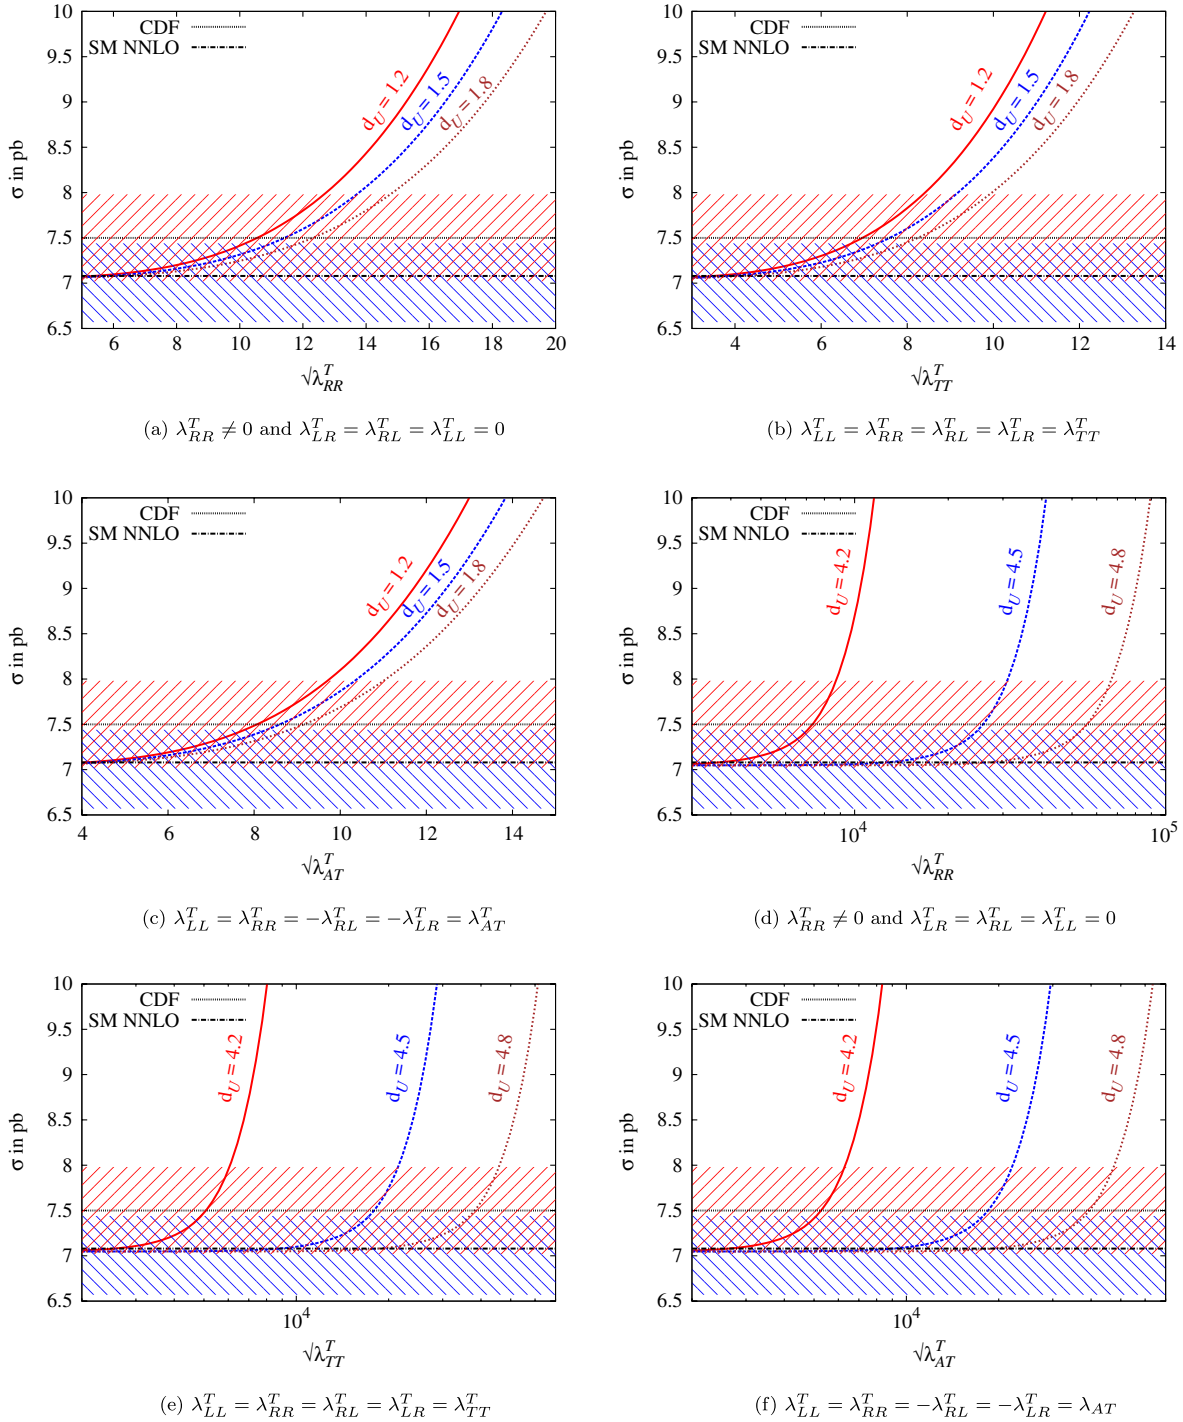 10
9.5
9
8.5
8
7.5
7
6.5
σ in pb
CDF
SM NNLO
d_U = 1.2
d_U = 1.5
d_U = 1.8
6 8 10 12 14 16 18 20
√λ^T_RR
(a) λ^T_RR ≠ 0 and λ^T_LR = λ^T_RL = λ^T_LL = 0
10
9.5
9
8.5
8
7.5
7
6.5
σ in pb
CDF
SM NNLO
d_U = 1.2
d_U = 1.5
d_U = 1.8
4 6 8 10 12 14
√λ^T_TT
(b) λ^T_LL = λ^T_RR = λ^T_RL = λ^T_LR = λ^T_TT
10
9.5
9
8.5
8
7.5
7
6.5
σ in pb
CDF
SM NNLO
d_U = 1.2
d_U = 1.5
d_U = 1.8
4 6 8 10 12 14
√λ^T_AT
(c) λ^T_LL = λ^T_RR = −λ^T_RL = −λ^T_LR = λ^T_AT
10
9.5
9
8.5
8
7.5
7
6.5
σ in pb
CDF
SM NNLO
d_U = 4.2
d_U = 4.5
d_U = 4.8
10^4 10^5
√λ^T_RR
(d) λ^T_RR ≠ 0 and λ^T_LR = λ^T_RL = λ^T_LL = 0
10
9.5
9
8.5
8
7.5
7
6.5
σ in pb
CDF
SM NNLO
d_U = 4.2
d_U = 4.5
d_U = 4.8
10^4
√λ^T_TT
(e) λ^T_LL = λ^T_RR = λ^T_RL = λ^T_LR = λ^T_TT
10
9.5
9
8.5
8
7.5
7
6.5
σ in pb
CDF
SM NNLO
d_U = 4.2
d_U = 4.5
d_U = 4.8
10^4
√λ^T_AT
(f) λ^T_LL = λ^T_RR = −λ^T_RL = −λ^T_LR = λ_AT